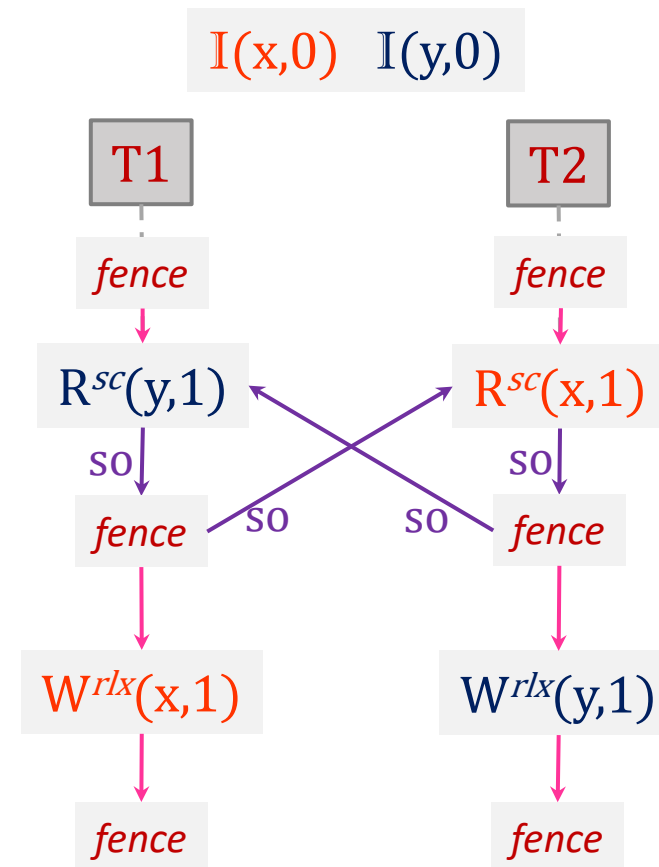 𝕀(x,0) 𝕀(y,0)
T1 T2
fence fence
Rˢᶜ(y,1) Rˢᶜ(x,1)
so so
so so
fence fence
Wʳˡˣ(x,1) Wʳˡˣ(y,1)
fence fence